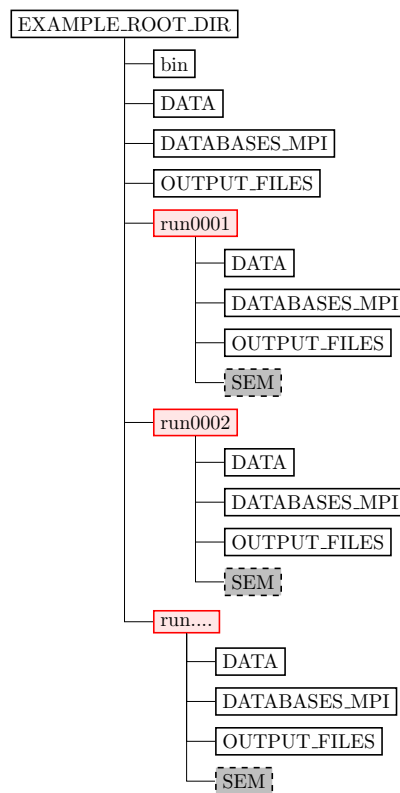 EXAMPLE_ROOT_DIR
bin
DATA
DATABASES_MPI
OUTPUT_FILES
run0001
DATA
DATABASES_MPI
OUTPUT_FILES
SEM
run0002
DATA
DATABASES_MPI
OUTPUT_FILES
SEM
run....
DATA
DATABASES_MPI
OUTPUT_FILES
SEM